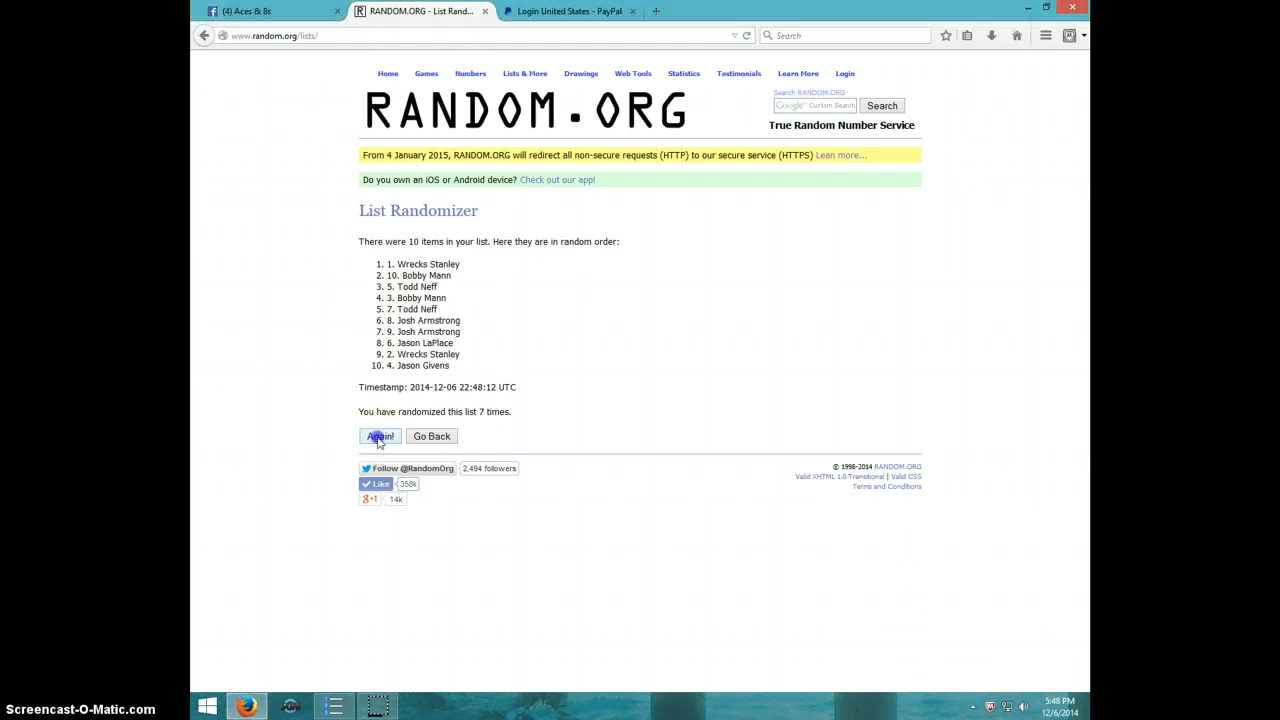 (4) Aces & 8s
RANDOM.ORG - List Rand...
Login United States - PayPal
www.random.org/lists/
Search
Home Games Numbers Lists & More Drawings Web Tools Statistics Testimonials Learn More Login
Search RANDOM.ORG
RANDOM.ORG
Google™ Custom Search Search
True Random Number Service
From 4 January 2015, RANDOM.ORG will redirect all non-secure requests (HTTP) to our secure service (HTTPS) Learn more...
Do you own an iOS or Android device? Check out our app!
List Randomizer
There were 10 items in your list. Here they are in random order:
1. 1. Wrecks Stanley
2. 10. Bobby Mann
3. 5. Todd Neff
4. 3. Bobby Mann
5. 7. Todd Neff
6. 8. Josh Armstrong
7. 9. Josh Armstrong
8. 6. Jason LaPlace
9. 2. Wrecks Stanley
10. 4. Jason Givens
Timestamp: 2014-12-06 22:48:12 UTC
You have randomized this list 7 times.
Again! Go Back
Follow @RandomOrg 2,494 followers
Like 358k
g+1 14k
© 1998-2014 RANDOM.ORG
Valid XHTML 1.0 Transitional | Valid CSS
Terms and Conditions
5:48 PM
12/6/2014
Screencast-O-Matic.com